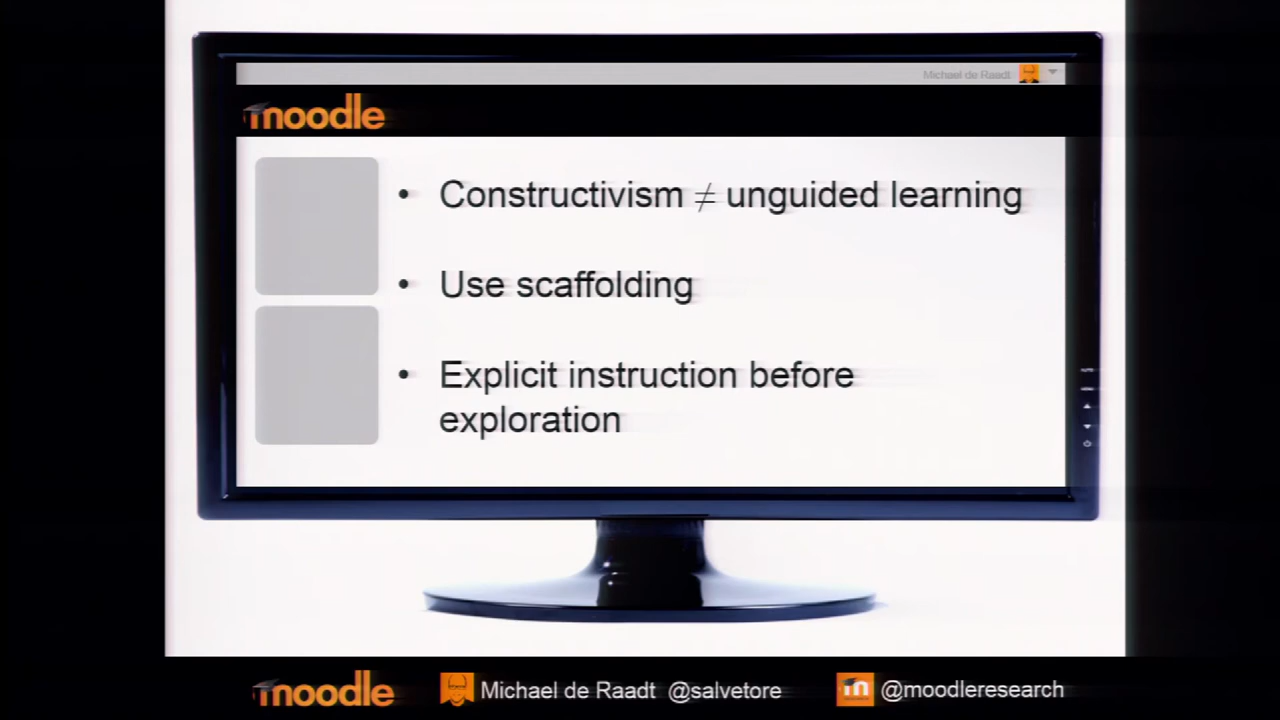 Michael de Raadt
moodle
• Constructivism ≠ unguided learning
• Use scaffolding
• Explicit instruction before
exploration
moodle Michael de Raadt @salvetore @moodleresearch